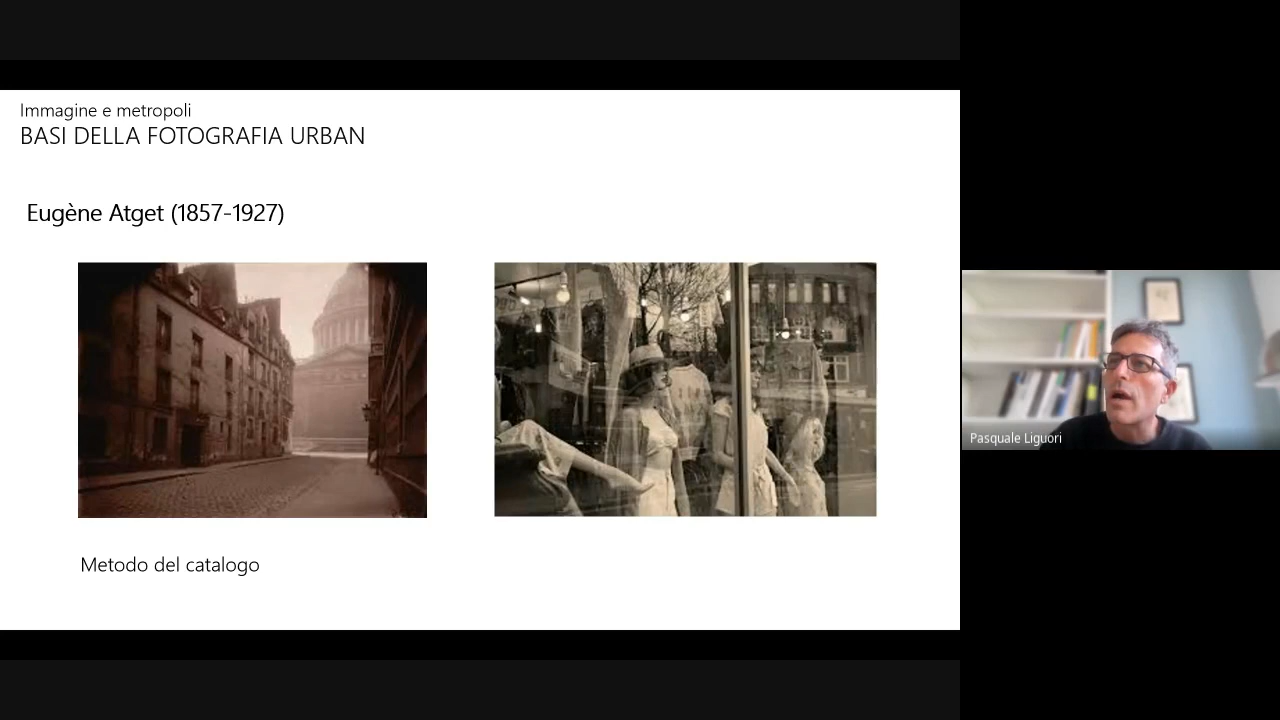 Immagine e metropoli
BASI DELLA FOTOGRAFIA URBAN
Eugène Atget (1857-1927)
Metodo del catalogo
Pasquale Liguori